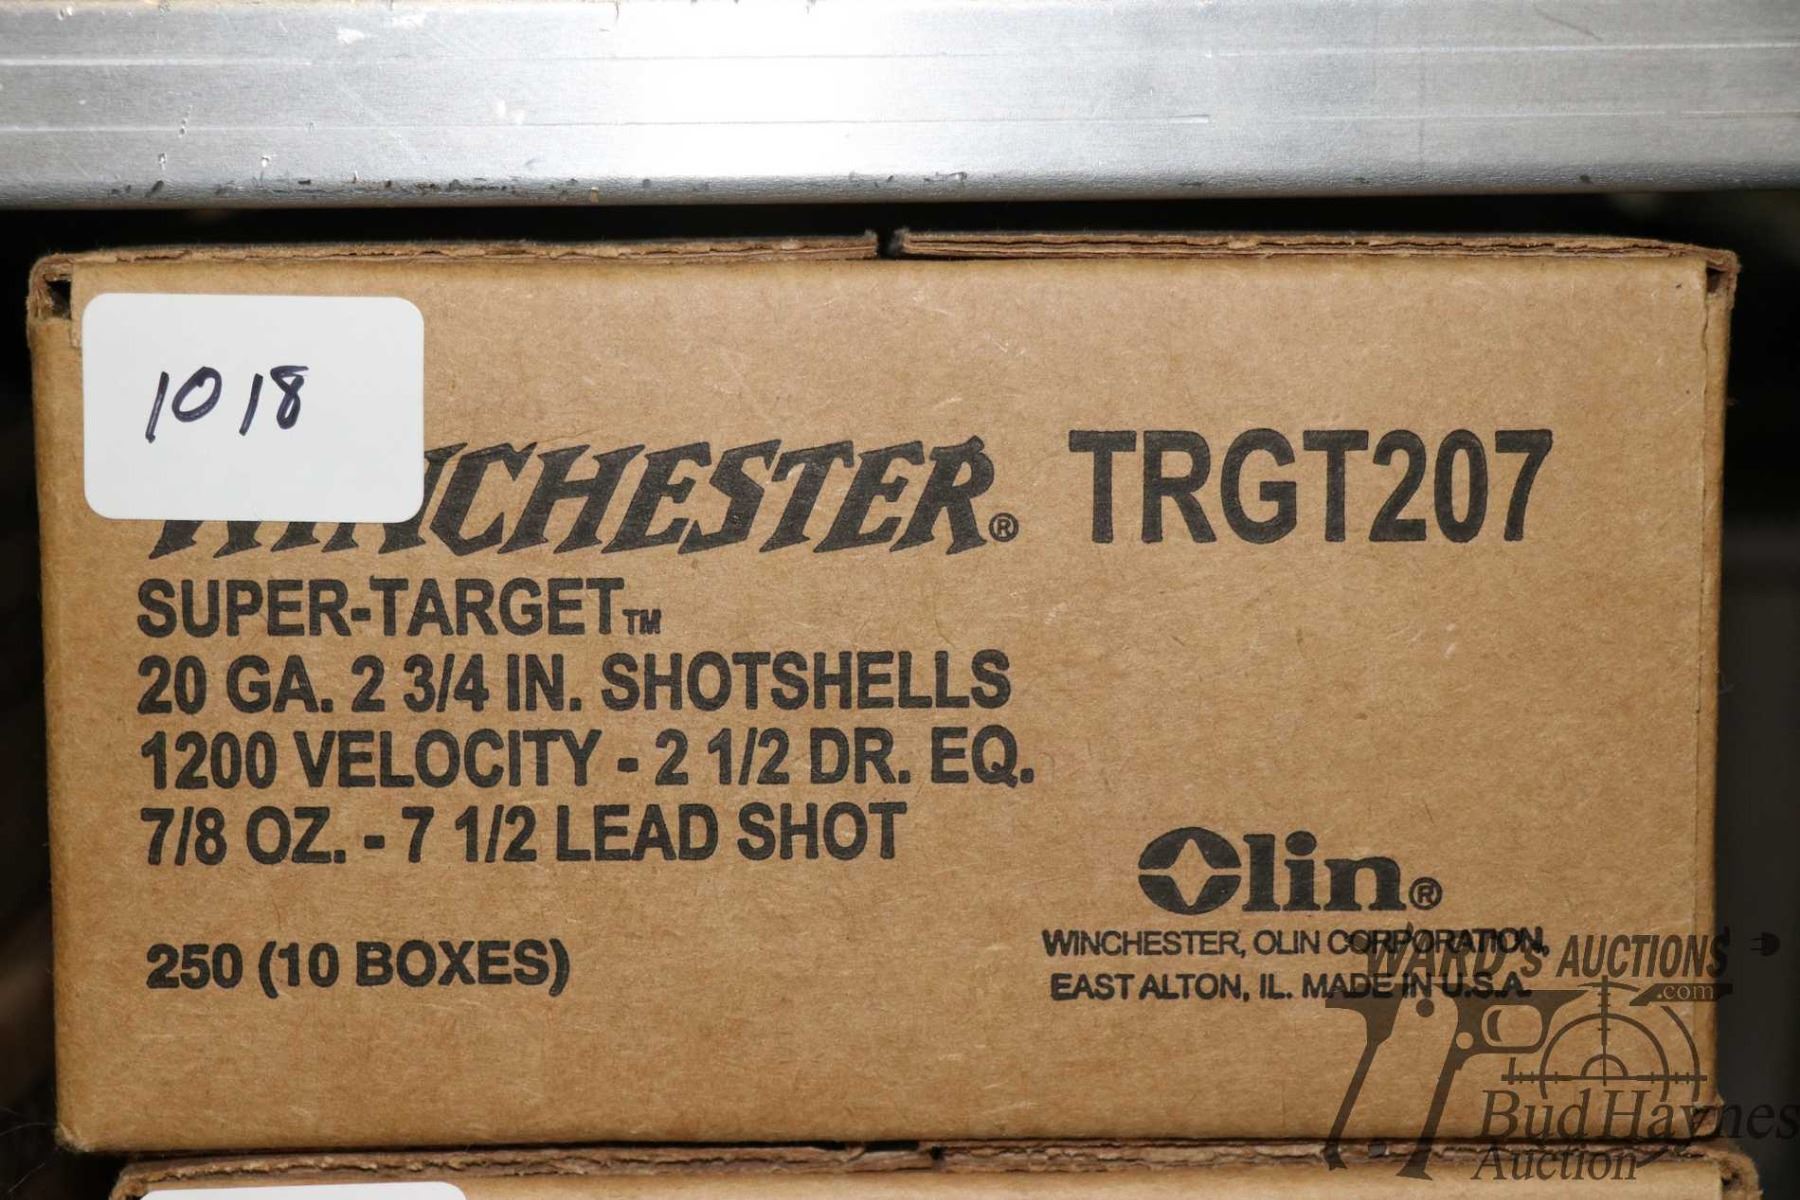 1018
WINCHESTER® TRGT207
SUPER-TARGET™
20 GA. 2 3/4 IN. SHOTSHELLS
1200 VELOCITY - 2 1/2 DR. EQ.
7/8 OZ. - 7 1/2 LEAD SHOT
250 (10 BOXES)
Olin®
WINCHESTER, OLIN CORPORATION,
EAST ALTON, IL. MADE IN U.S.A.
WARD'S AUCTIONS
.com
Bud Haynes
Auction